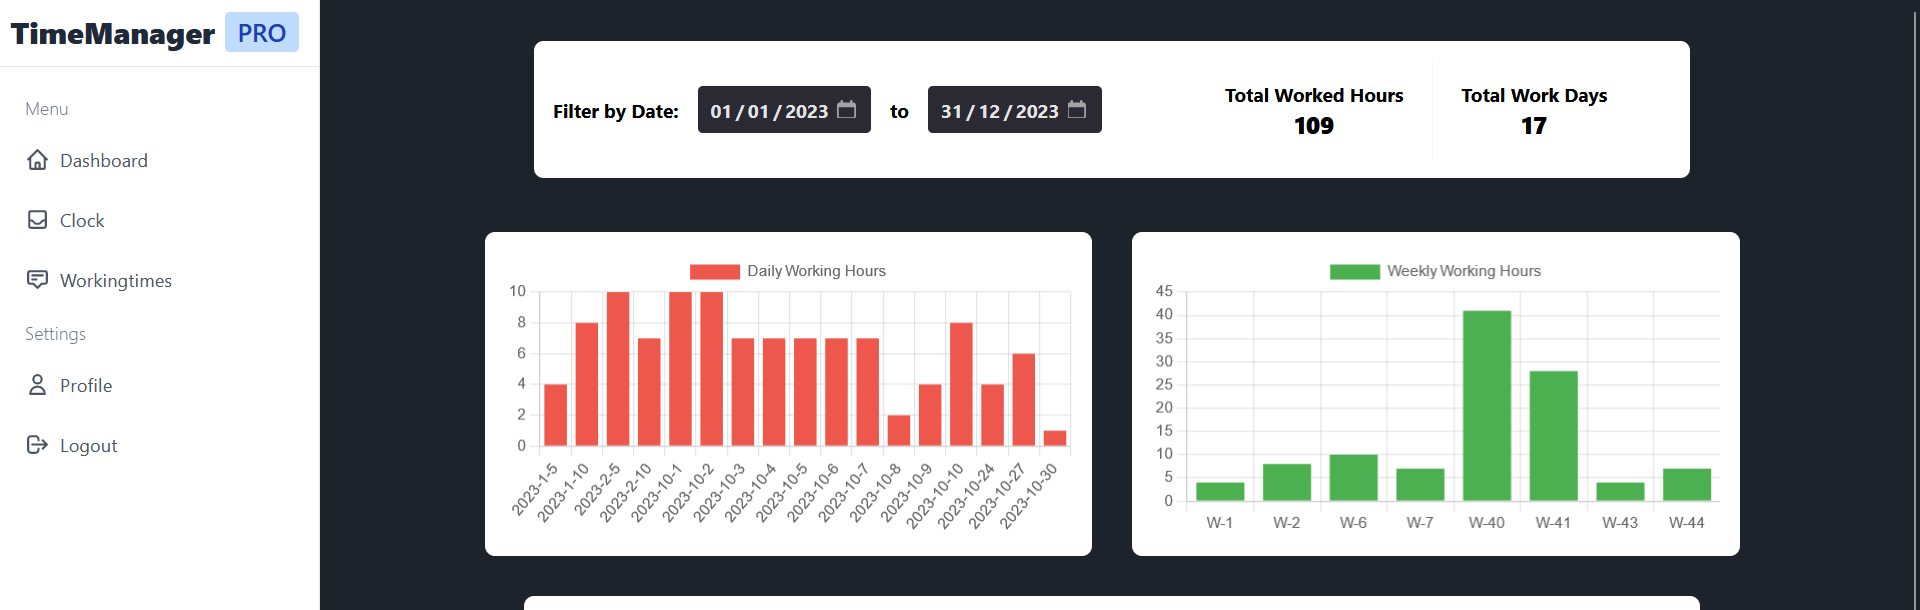 TimeManager PRO
Menu
Dashboard
Clock
Workingtimes
Settings
Profile
Logout
Filter by Date: 01/01/2023 to 31/12/2023
Total Worked Hours
109
Total Work Days
17
Daily Working Hours
10
8
6
4
2
0
2023-1-5
2023-1-10
2023-2-5
2023-2-10
2023-10-1
2023-10-2
2023-10-3
2023-10-4
2023-10-5
2023-10-6
2023-10-7
2023-10-8
2023-10-9
2023-10-10
2023-10-24
2023-10-27
2023-10-30
Weekly Working Hours
45
40
35
30
25
20
15
10
5
0
W-1 W-2 W-6 W-7 W-40 W-41 W-43 W-44